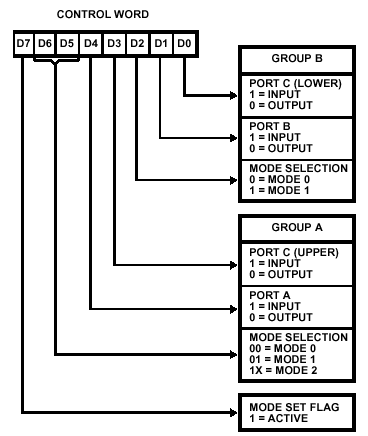 CONTROL WORD
D7 D6 D5 D4 D3 D2 D1 D0
GROUP B
PORT C (LOWER)
1 = INPUT
0 = OUTPUT
PORT B
1 = INPUT
0 = OUTPUT
MODE SELECTION
0 = MODE 0
1 = MODE 1
GROUP A
PORT C (UPPER)
1 = INPUT
0 = OUTPUT
PORT A
1 = INPUT
0 = OUTPUT
MODE SELECTION
00 = MODE 0
01 = MODE 1
1X = MODE 2
MODE SET FLAG
1 = ACTIVE